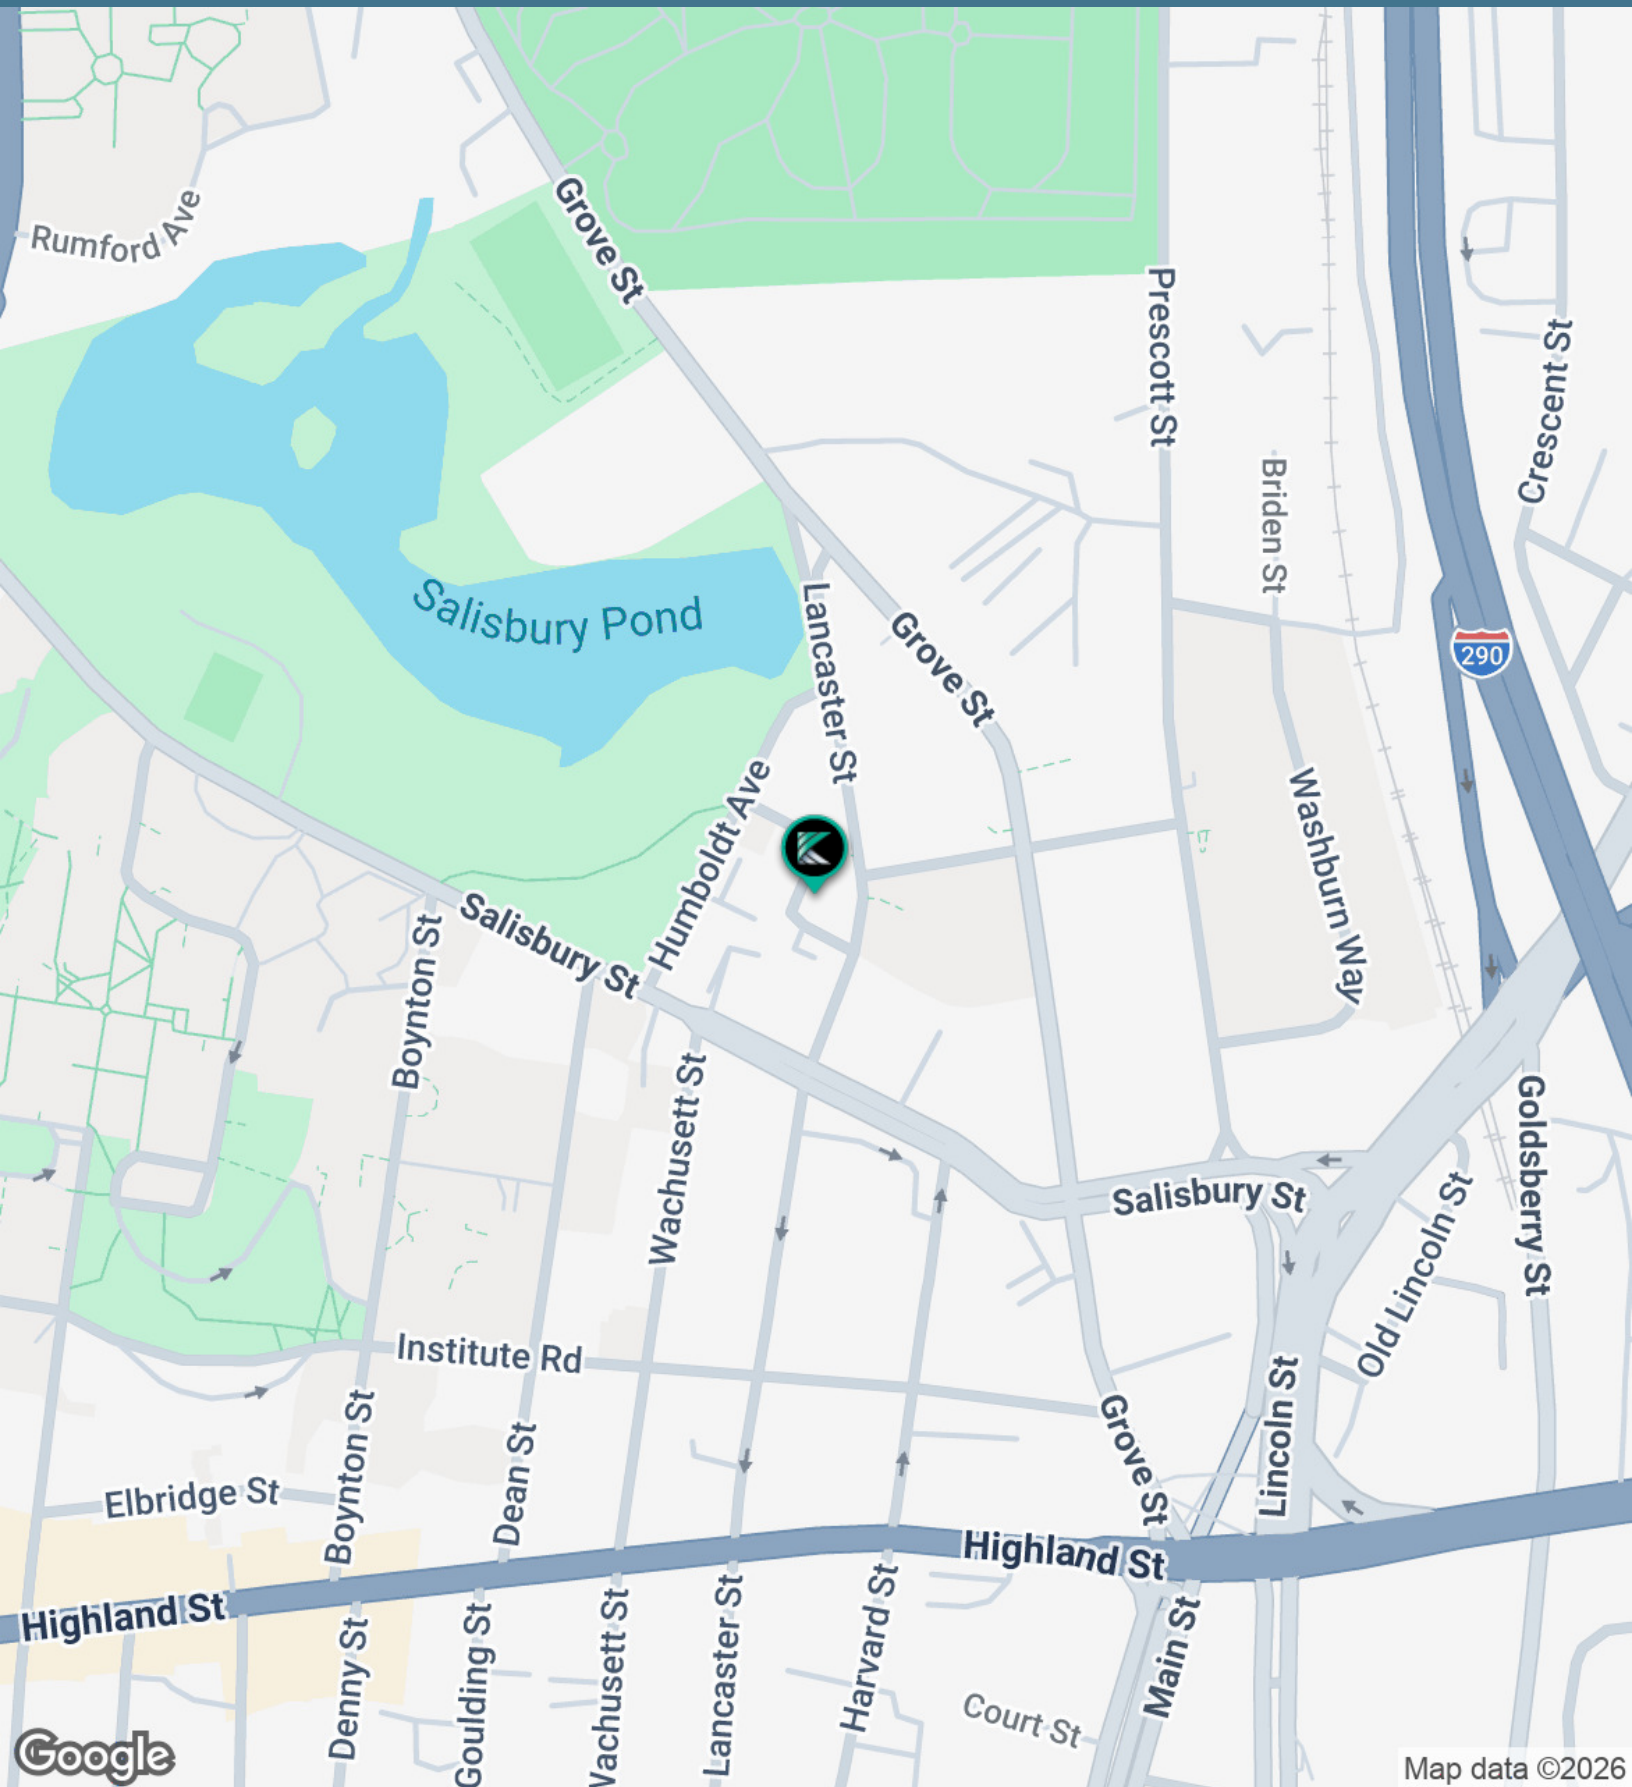 Rumford Ave
Grove St
Prescott St
Crescent St
Briden St
Salisbury Pond
Lancaster St
Grove St
290
Humboldt Ave
Washburn Way
Salisbury St
Boynton St
Wachusett St
Goldsberry St
Salisbury St
Old Lincoln St
Institute Rd
Lincoln St
Boynton St
Dean St
Grove St
Elbridge St
Highland St
Highland St
Denny St
Goulding St
Wachusett St
Lancaster St
Harvard St
Main St
Court St
Google
Map data ©2026